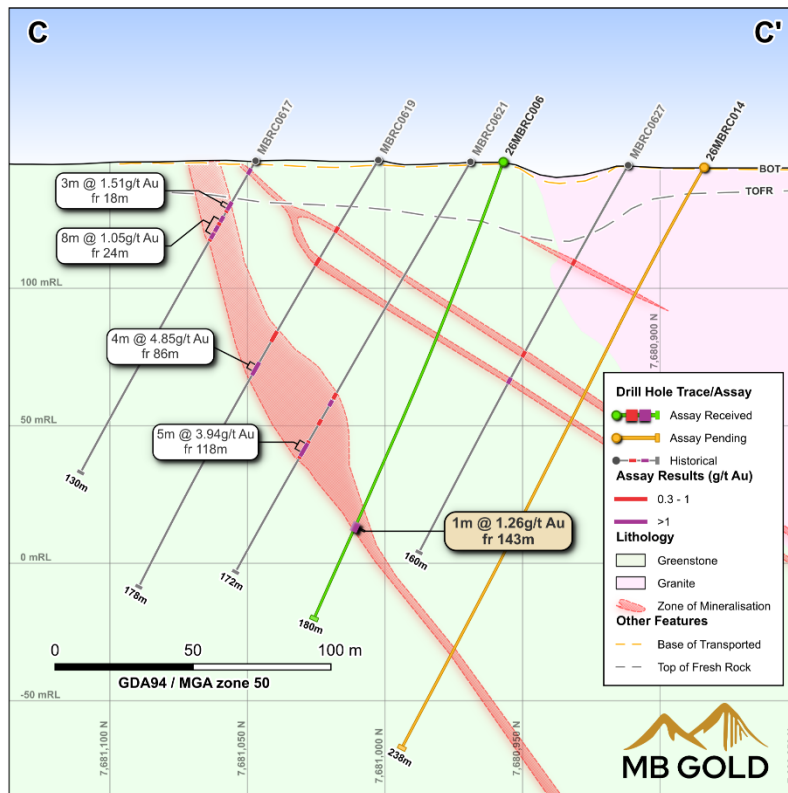 C
C'
MBRC0617
MBRC0619
MBRC0621
26MBRC006
MBRC0627
26MBRC014
BOT
TOFR
3m @ 1.51g/t Au
fr 18m
8m @ 1.05g/t Au
fr 24m
100 mRL
4m @ 4.85g/t Au
fr 86m
50 mRL
5m @ 3.94g/t Au
fr 118m
130m
1m @ 1.26g/t Au
fr 143m
0 mRL
178m
172m
160m
180m
0
50
100 m
GDA94 / MGA zone 50
-50 mRL
238m
7,681,100 N
7,681,050 N
7,681,000 N
7,680,950 N
7,680,900 N
Drill Hole Trace/Assay
Assay Received
Assay Pending
Historical
Assay Results (g/t Au)
0.3 - 1
>1
Lithology
Greenstone
Granite
Zone of Mineralisation
Other Features
Base of Transported
Top of Fresh Rock
MB GOLD